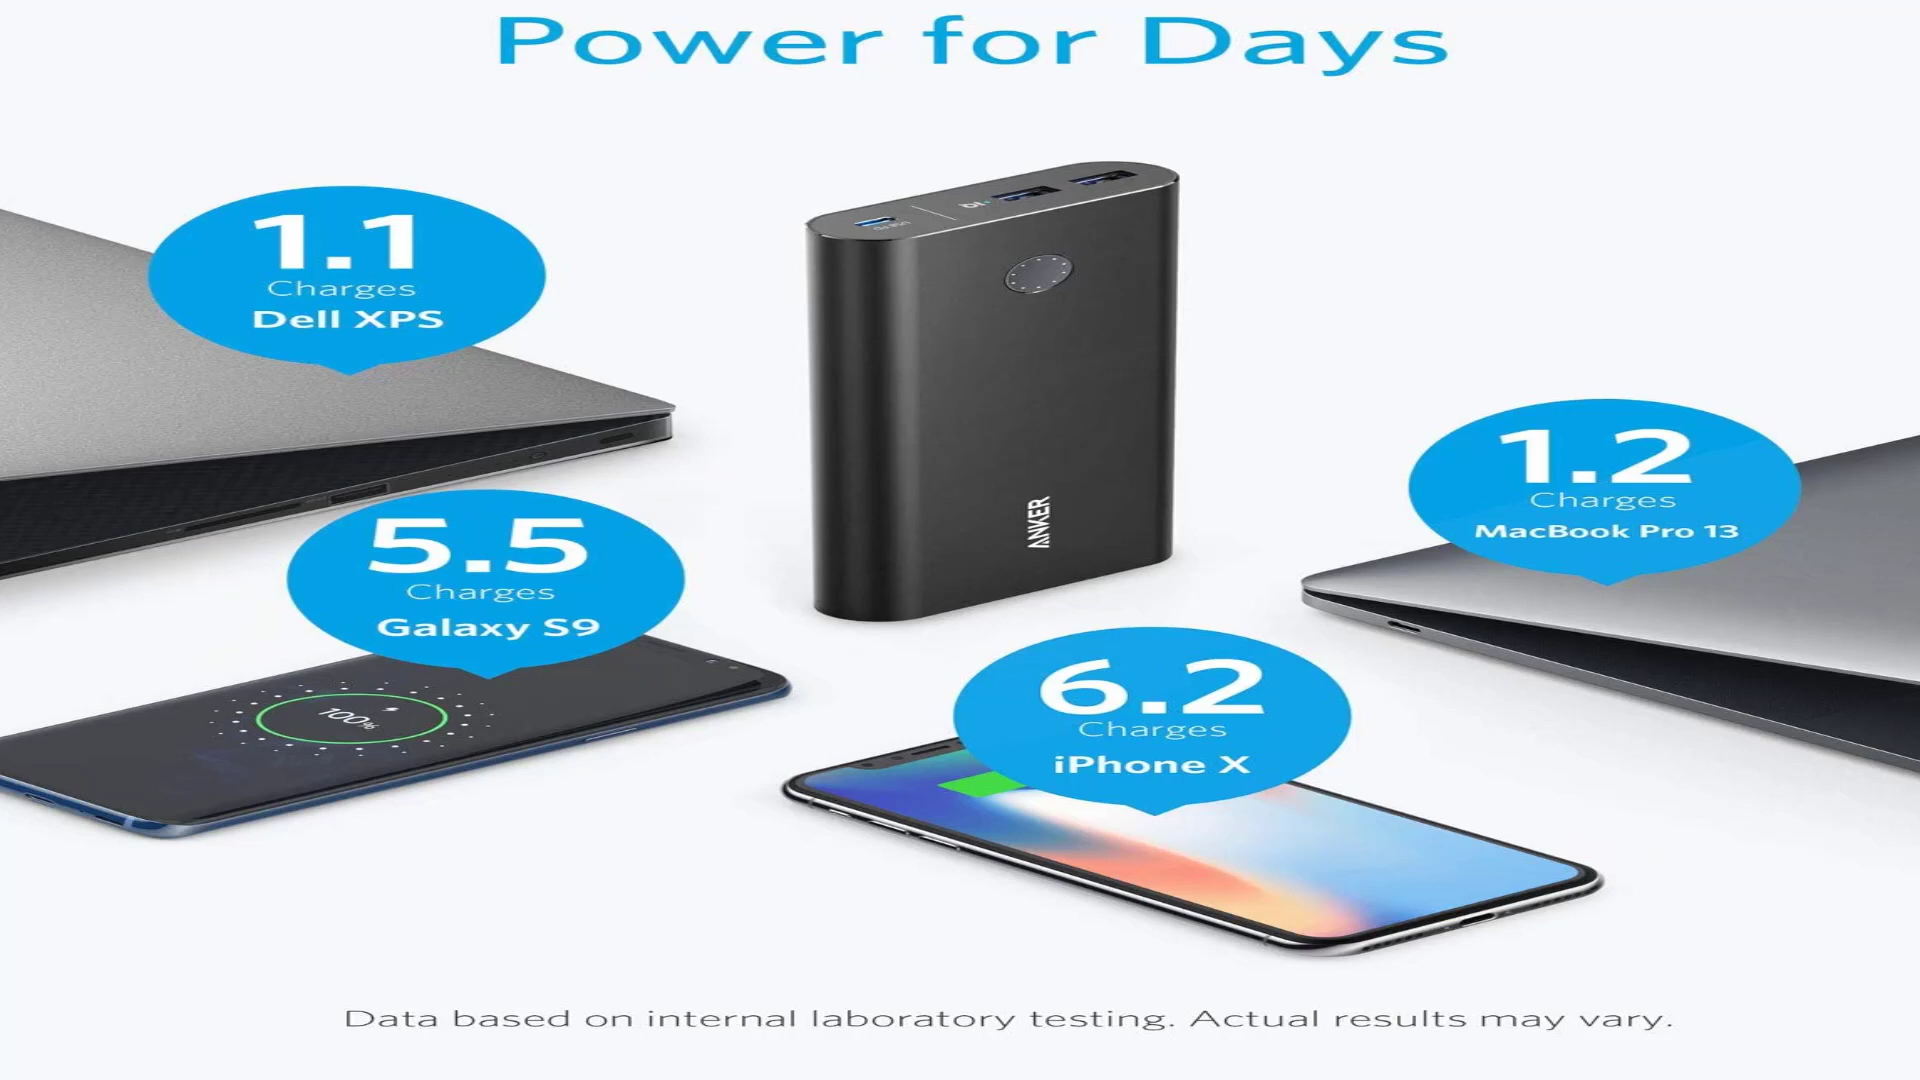 Power for Days
1.1
Charges
Dell XPS
1.2
Charges
MacBook Pro 13
ANKER
5.5
Charges
Galaxy S9
100%
6.2
Charges
iPhone X
Data based on internal laboratory testing. Actual results may vary.